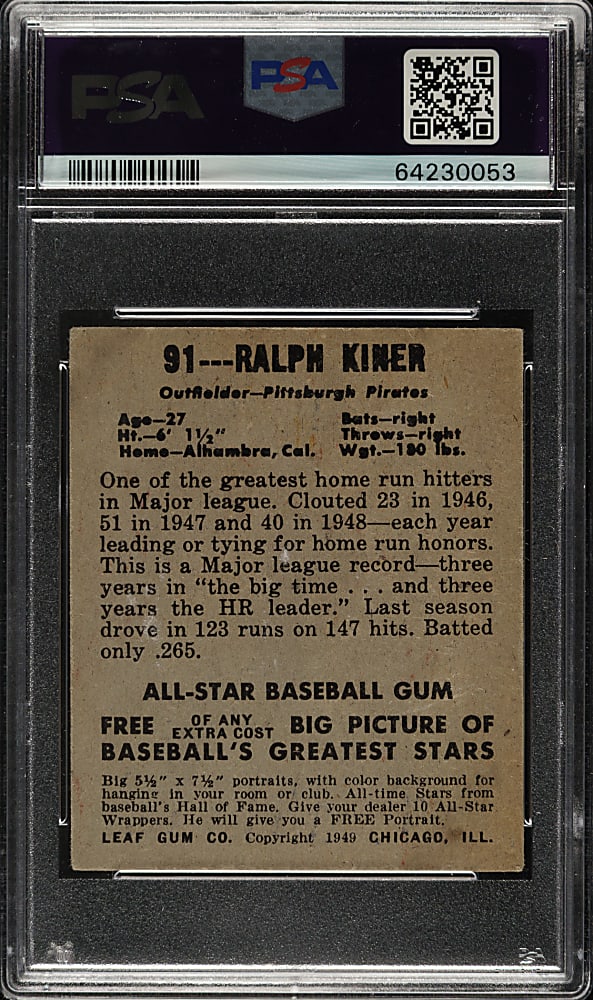 PSA
PSA
64230053
91---RALPH KINER
Outfielder—Pittsburgh Pirates
Age—27 Bats—right
Ht.—6' 1½" Throws—right
Home—Alhambra, Cal. Wgt.—180 lbs.
One of the greatest home run hitters
in Major league. Clouted 23 in 1946,
51 in 1947 and 40 in 1948—each year
leading or tying for home run honors.
This is a Major league record—three
years in "the big time . . . and three
years the HR leader." Last season
drove in 123 runs on 147 hits. Batted
only .265.
ALL-STAR BASEBALL GUM
FREE OF ANY EXTRA COST BIG PICTURE OF
BASEBALL'S GREATEST STARS
Big 5½" x 7½" portraits, with color background for
hanging in your room or club. All-time Stars from
baseball's Hall of Fame. Give your dealer 10 All-Star
Wrappers. He will give you a FREE Portrait.
LEAF GUM CO. Copyright 1949 CHICAGO, ILL.
PSA